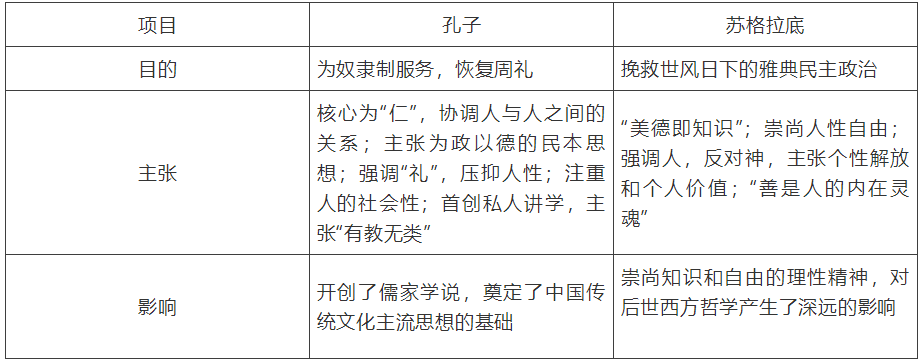 项目
孔子
苏格拉底
目的
为奴隶制服务，恢复周礼
挽救世风日下的雅典民主政治
主张
核心为“仁”，协调人与人之间的
关系；主张为政以德的民本思
想；强调“礼”，压抑人性；注重
人的社会性；首创私人讲学，主
张“有教无类”
“美德即知识”；崇尚人性自由；
强调人，反对神，主张个性解放
和个人价值；“善是人的内在灵
魂”
影响
开创了儒家学说，奠定了中国传
统文化主流思想的基础
崇尚知识和自由的理性精神，对
后世西方哲学产生了深远的影响